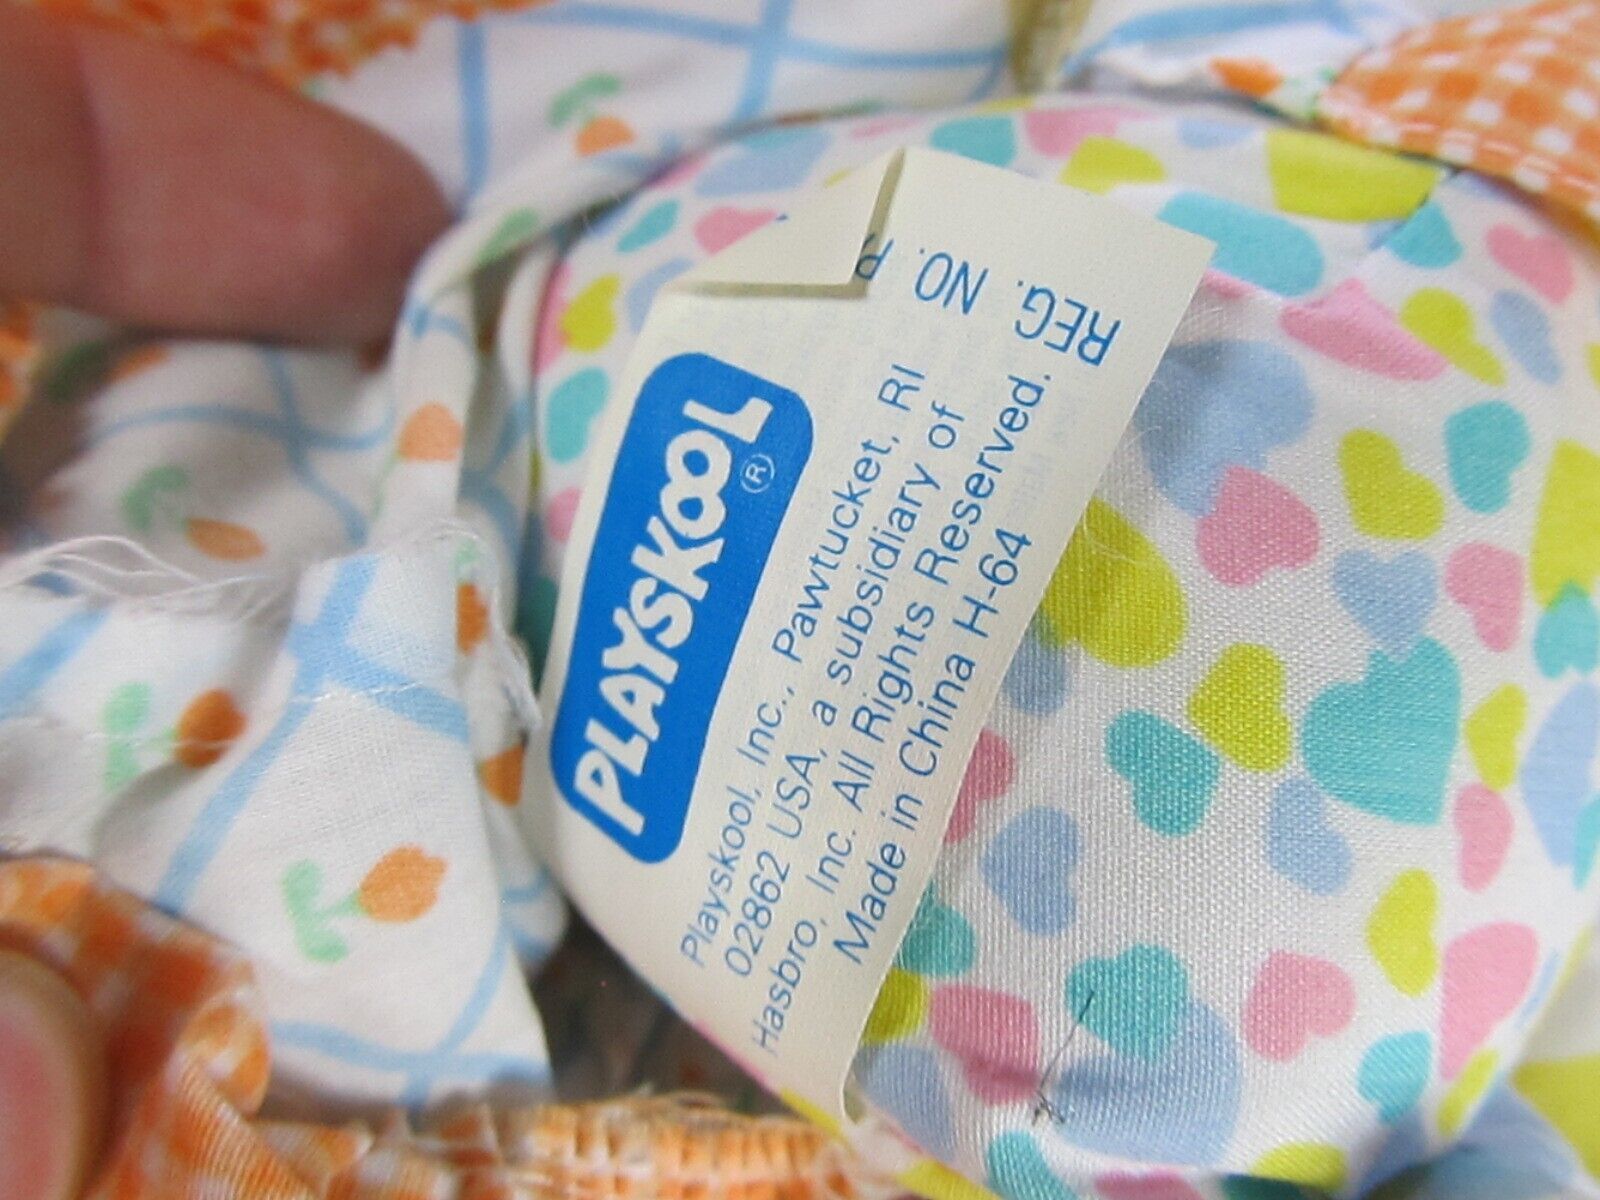 REG. NO. R
PLAYSKOOL®
Playskool, Inc., Pawtucket, RI
02862 USA, a subsidiary of
Hasbro, Inc. All Rights Reserved.
Made in China H-64